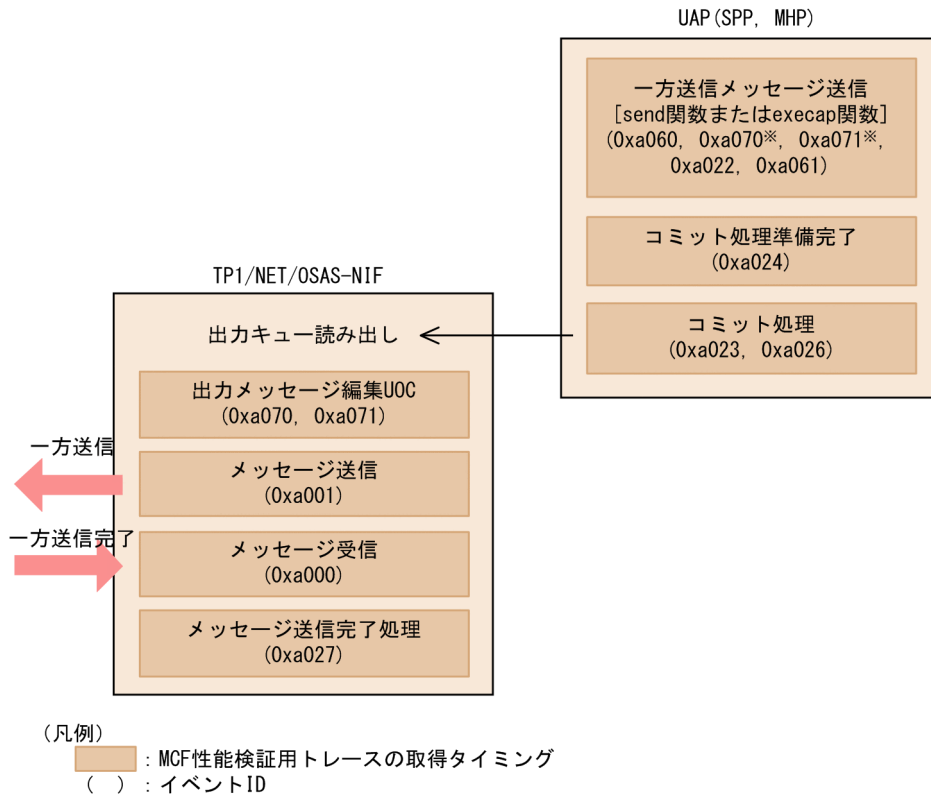 UAP(SPP, MHP)
一方送信メッセージ送信
[send関数またはexecap関数]
(0xa060, 0xa070※, 0xa071※,
0xa022, 0xa061)
コミット処理準備完了
(0xa024)
コミット処理
(0xa023, 0xa026)
TP1/NET/OSAS-NIF
出力キュー読み出し
出力メッセージ編集UOC
(0xa070, 0xa071)
一方送信
メッセージ送信
(0xa001)
一方送信完了
メッセージ受信
(0xa000)
メッセージ送信完了処理
(0xa027)
(凡例)
：MCF性能検証用トレースの取得タイミング
(　)：イベントID